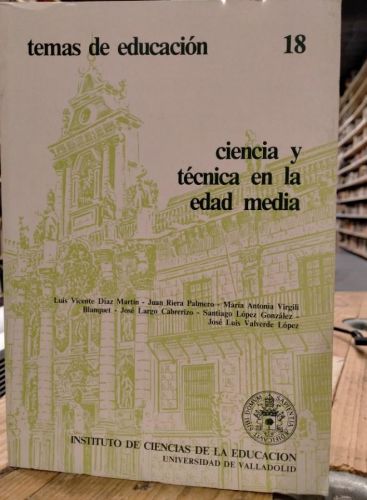 temas de educación 18
ciencia y
técnica en la
edad media
Luis Vicente Díaz Martín - Juan Riera Palmero - María Antonia Virgili
Blanquet - José Largo Cabrerizo - Santiago López González -
José Luis Valverde López
INSTITUTO DE CIENCIAS DE LA EDUCACION
UNIVERSIDAD DE VALLADOLID